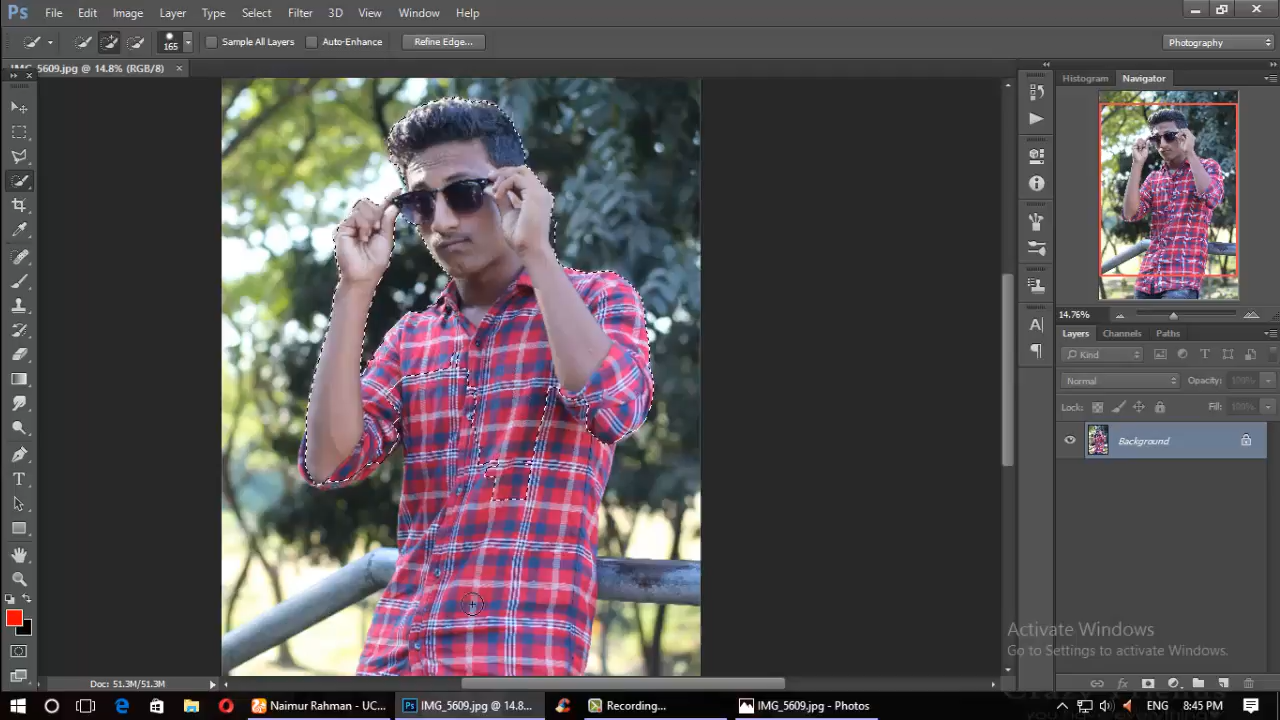 Ps File Edit Image Layer Type Select Filter 3D View Window Help
165 Sample All Layers Auto-Enhance Refine Edge... Photography
IMG_5609.jpg @ 14.8% (RGB/8) ×
Histogram Navigator
14.76%
Layers Channels Paths
Kind
Normal Opacity: 100%
Lock: Fill: 100%
Background
Activate Windows
Go to Settings to activate Windows.
Doc: 51.3M/51.3M
Naimur Rahman - UC... IMG_5609.jpg @ 14.8... Recording... IMG_5609.jpg - Photos ENG 8:45 PM